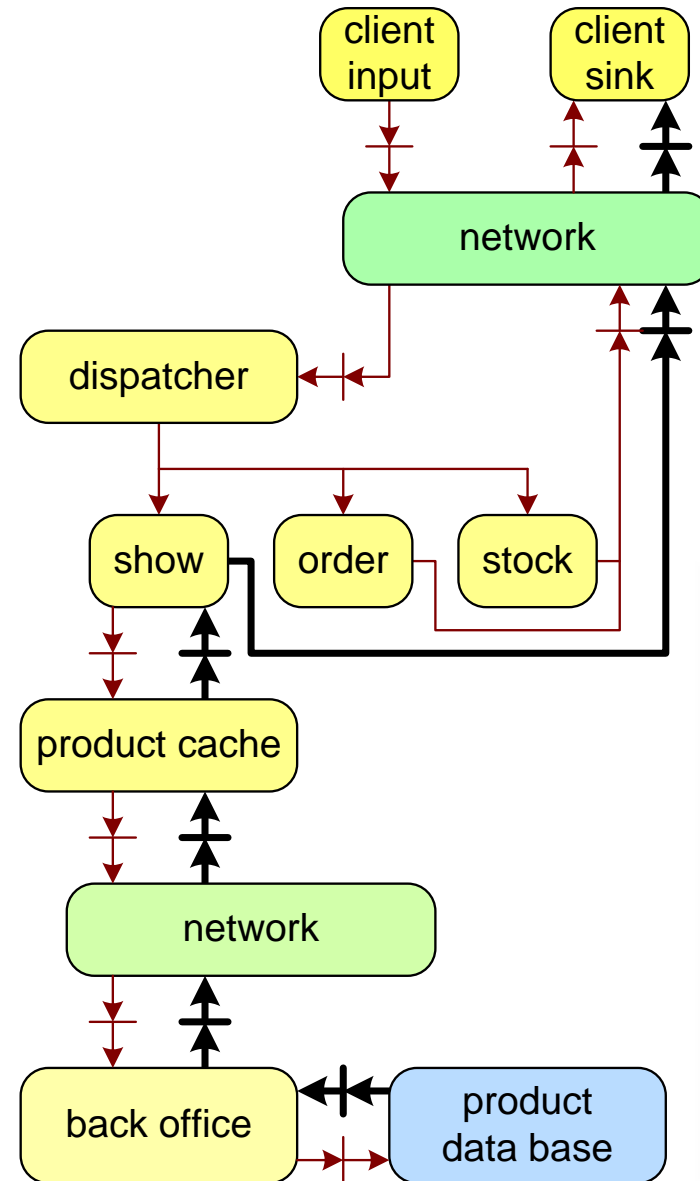 client
input
client
sink
network
dispatcher
show
order
stock
product cache
network
back office
product
data base